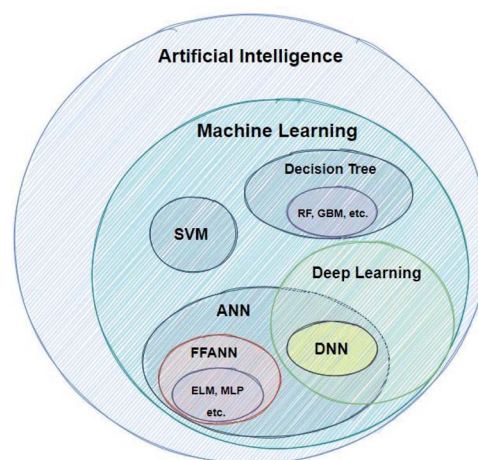 Artificial Intelligence
Machine Learning
Decision Tree
RF, GBM, etc.
SVM
Deep Learning
ANN
DNN
FFANN
ELM, MLP
etc.